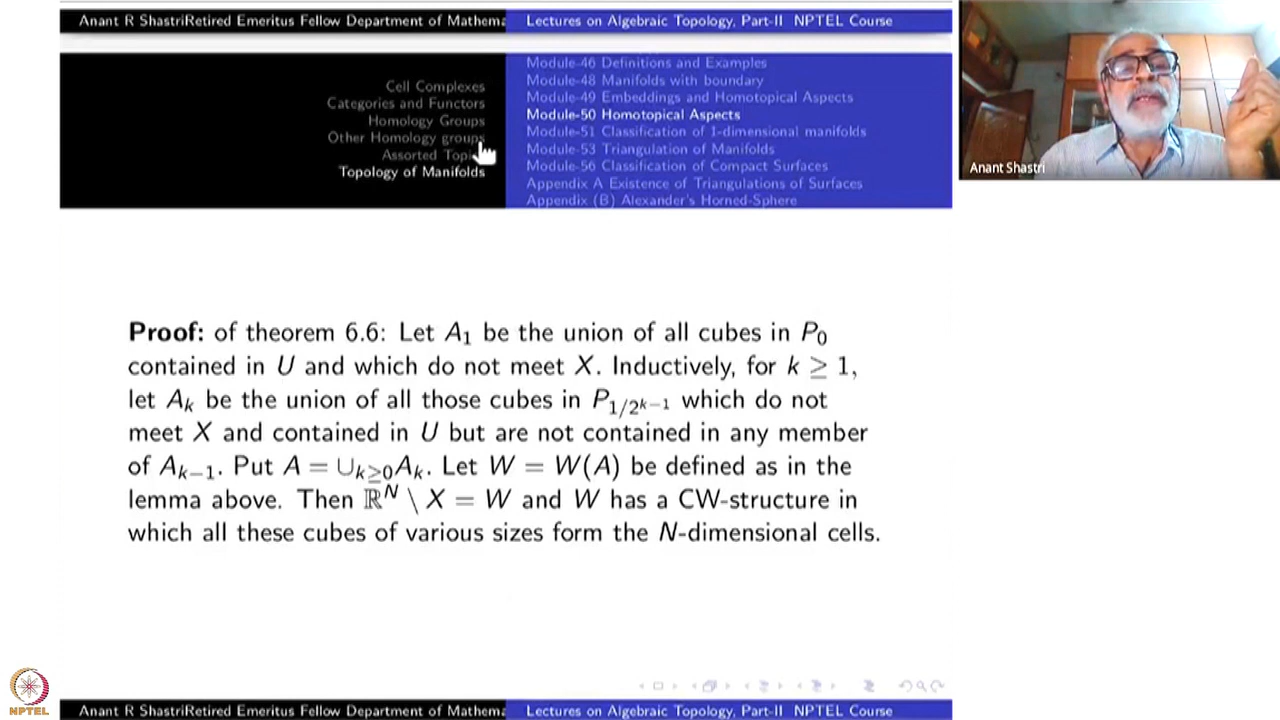 Anant R ShastriRetired Emeritus Fellow Department of Mathema
Lectures on Algebraic Topology, Part-II NPTEL Course
Cell Complexes
Categories and Functors
Homology Groups
Other Homology groups
Assorted Topi
Topology of Manifolds
Module-46 Definitions and Examples
Module-48 Manifolds with boundary
Module-49 Embeddings and Homotopical Aspects
Module-50 Homotopical Aspects
Module-51 Classification of 1-dimensional manifolds
Module-53 Triangulation of Manifolds
Module-56 Classification of Compact Surfaces
Appendix A Existence of Triangulations of Surfaces
Appendix (B) Alexander's Horned-Sphere
Anant Shastri
Proof: of theorem 6.6: Let A₁ be the union of all cubes in P₀
contained in U and which do not meet X. Inductively, for k ≥ 1,
let Aₖ be the union of all those cubes in P_{1/2^{k−1}} which do not
meet X and contained in U but are not contained in any member
of A_{k−1}. Put A = ∪_{k≥0}Aₖ. Let W = W(A) be defined as in the
lemma above. Then ℝᴺ \ X = W and W has a CW-structure in
which all these cubes of various sizes form the N-dimensional cells.
NPTEL
Anant R ShastriRetired Emeritus Fellow Department of Mathema
Lectures on Algebraic Topology, Part-II NPTEL Course